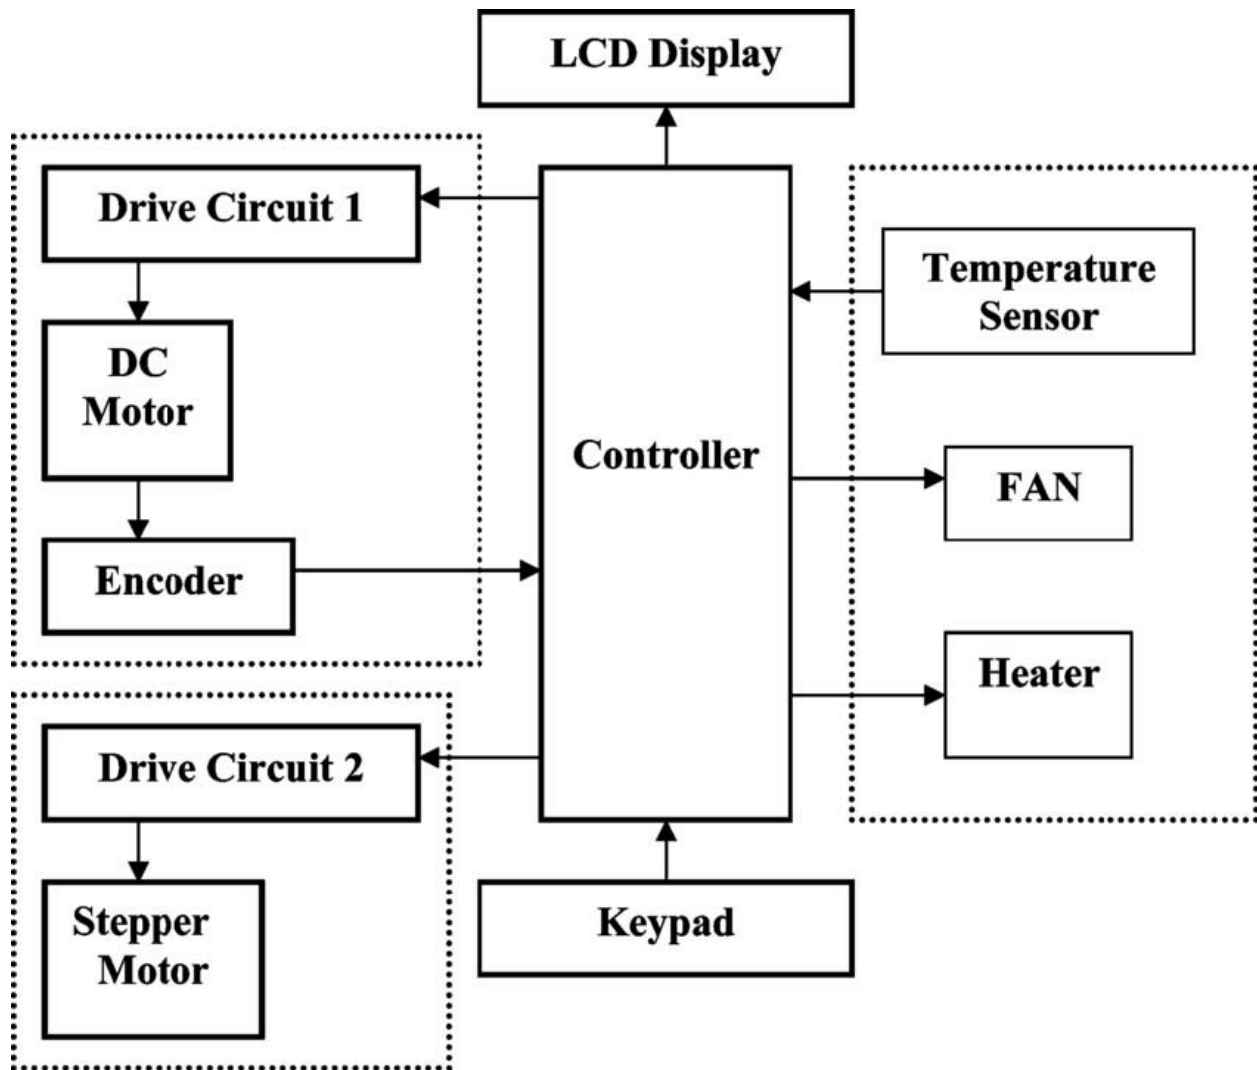 LCD Display
Drive Circuit 1
DC
Motor
Encoder
Controller
Temperature
Sensor
FAN
Heater
Drive Circuit 2
Stepper
Motor
Keypad